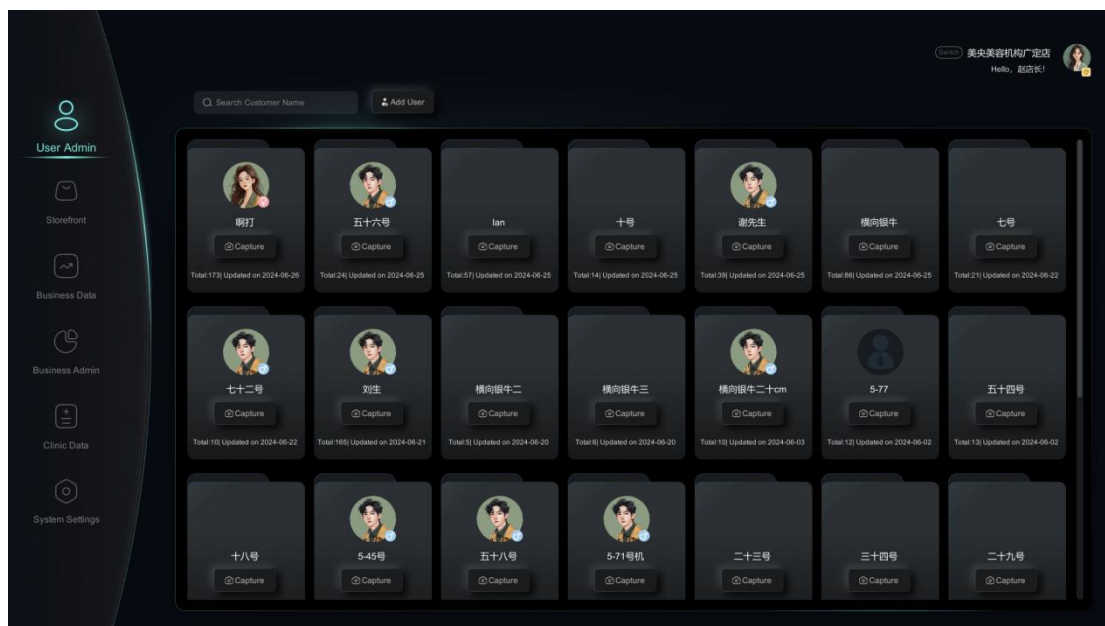 Switch 美央美容机构广定店
Hello, 赵店长!
Search Customer Name
Add User
User Admin
Storefront
Business Data
Business Admin
Clinic Data
System Settings
啊打
Capture
Total:173| Updated on 2024-06-26
五十六号
Capture
Total:24| Updated on 2024-06-25
lan
Capture
Total:57| Updated on 2024-06-25
十号
Capture
Total:14| Updated on 2024-06-25
谢先生
Capture
Total:39| Updated on 2024-06-25
横向银牛
Capture
Total:66| Updated on 2024-06-25
七号
Capture
Total:21| Updated on 2024-06-22
七十二号
Capture
Total:10| Updated on 2024-06-22
刘生
Capture
Total:165| Updated on 2024-06-21
横向银牛二
Capture
Total:5| Updated on 2024-06-20
横向银牛三
Capture
Total:6| Updated on 2024-06-20
横向银牛二十cm
Capture
Total:10| Updated on 2024-06-03
5-77
Capture
Total:12| Updated on 2024-06-02
五十四号
Capture
Total:13| Updated on 2024-06-02
十八号
Capture
5-45号
Capture
五十八号
Capture
5-71号机
Capture
二十三号
Capture
三十四号
Capture
二十九号
Capture